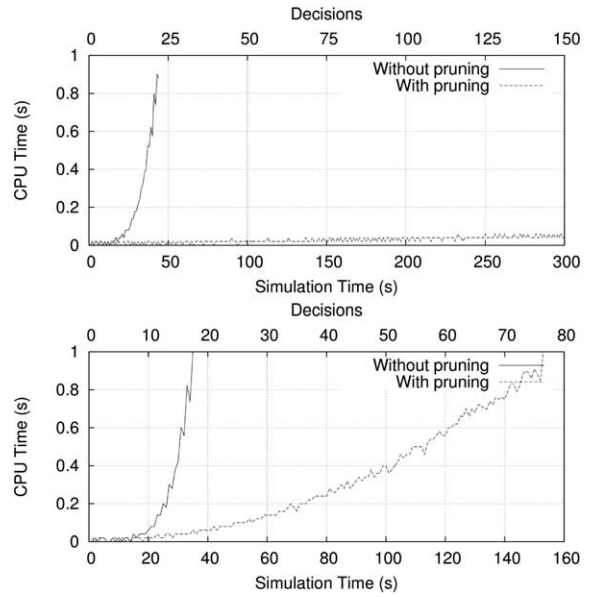 Decisions
0 25 50 75 100 125 150
1
Without pruning
With pruning
0.8
0.6
0.4
0.2
0
CPU Time (s)
0 50 100 150 200 250 300
Simulation Time (s)
Decisions
0 10 20 30 40 50 60 70 80
1
Without pruning
With pruning
0.8
0.6
0.4
0.2
0
CPU Time (s)
0 20 40 60 80 100 120 140 160
Simulation Time (s)